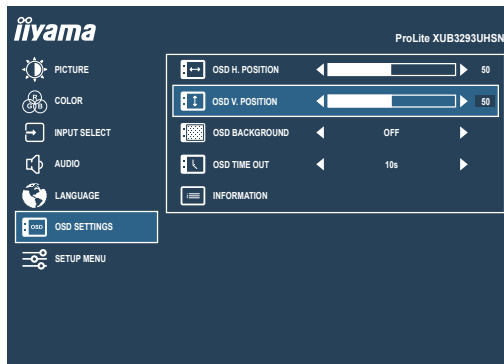 iiyama
ProLite XUB3293UHSN
PICTURE
COLOR
INPUT SELECT
AUDIO
LANGUAGE
OSD SETTINGS
SETUP MENU
OSD H. POSITION 50
OSD V. POSITION 50
OSD BACKGROUND OFF
OSD TIME OUT 10s
INFORMATION
R
G B
OSD